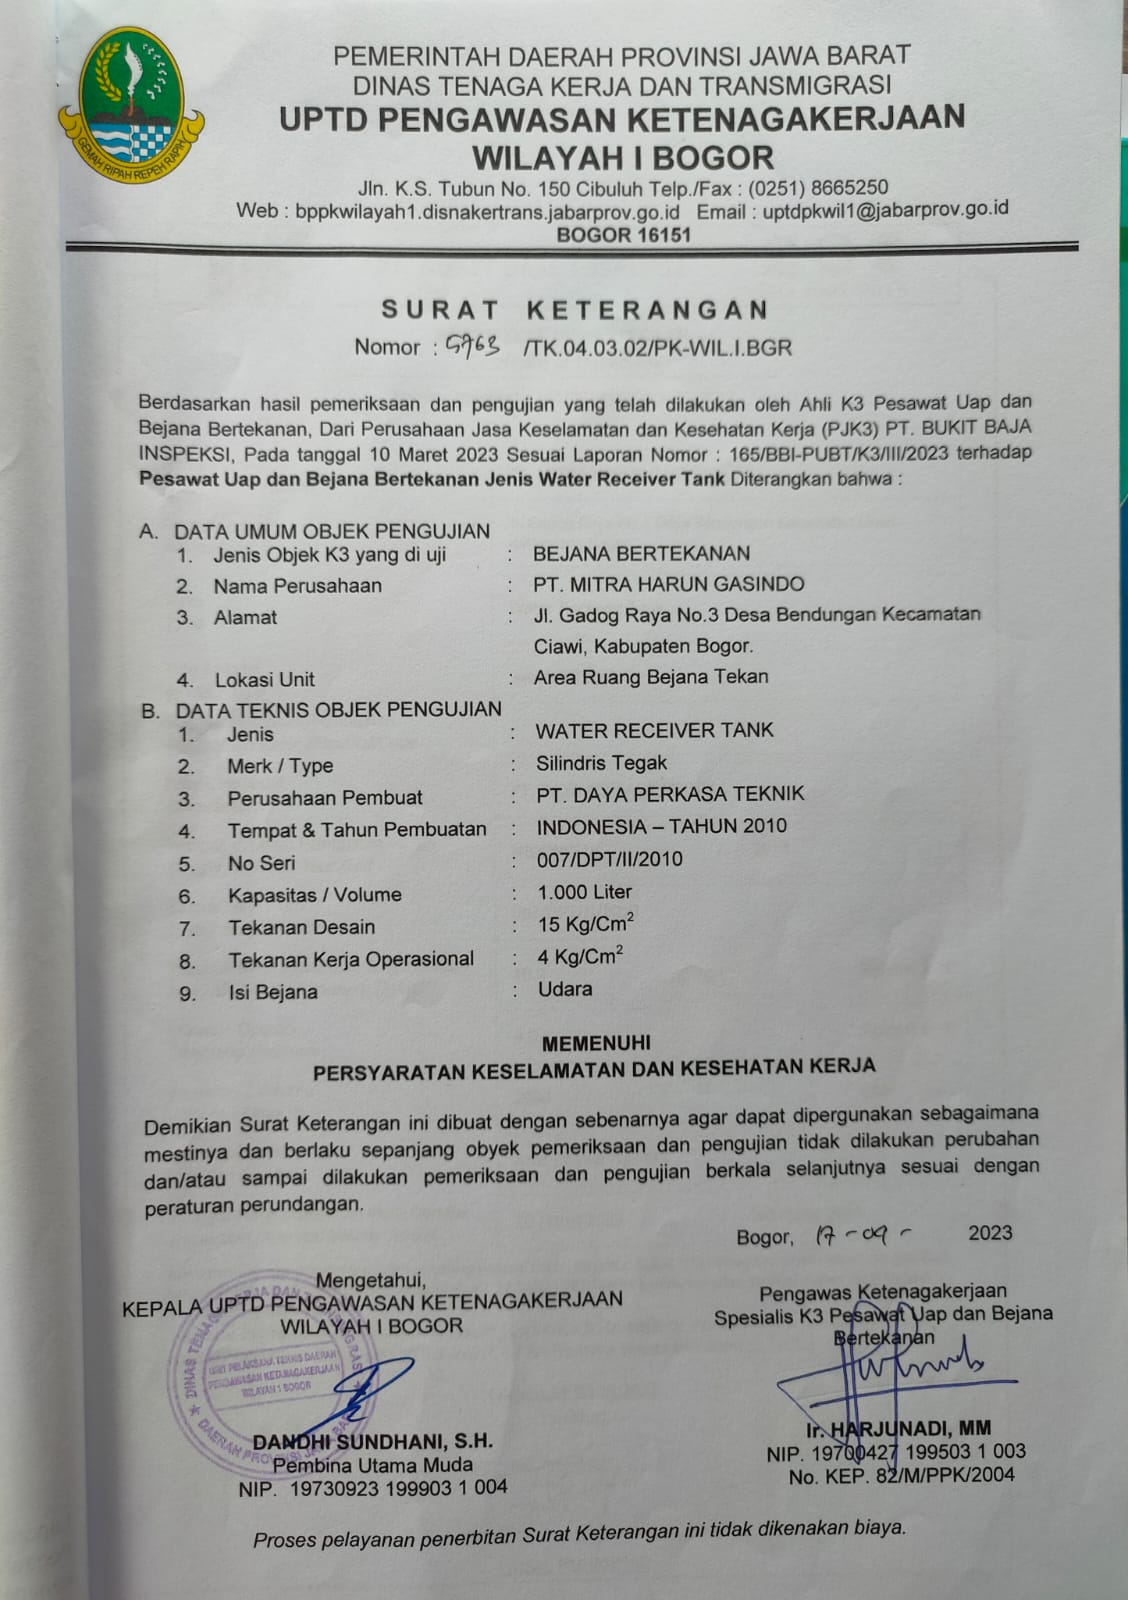 GEMAH RIPAH REPEH RAPIH
PEMERINTAH DAERAH PROVINSI JAWA BARAT
DINAS TENAGA KERJA DAN TRANSMIGRASI
UPTD PENGAWASAN KETENAGAKERJAAN
WILAYAH I BOGOR
Jln. K.S. Tubun No. 150 Cibuluh Telp./Fax : (0251) 8665250
Web : bppkwilayah1.disnakertrans.jabarprov.go.id Email : uptdpkwil1@jabarprov.go.id
BOGOR 16151
SURAT KETERANGAN
Nomor : 5763 /TK.04.03.02/PK-WIL.I.BGR
Berdasarkan hasil pemeriksaan dan pengujian yang telah dilakukan oleh Ahli K3 Pesawat Uap dan
Bejana Bertekanan, Dari Perusahaan Jasa Keselamatan dan Kesehatan Kerja (PJK3) PT. BUKIT BAJA
INSPEKSI, Pada tanggal 10 Maret 2023 Sesuai Laporan Nomor : 165/BBI-PUBT/K3/III/2023 terhadap
Pesawat Uap dan Bejana Bertekanan Jenis Water Receiver Tank Diterangkan bahwa :
A. DATA UMUM OBJEK PENGUJIAN
1. Jenis Objek K3 yang di uji : BEJANA BERTEKANAN
2. Nama Perusahaan : PT. MITRA HARUN GASINDO
3. Alamat : Jl. Gadog Raya No.3 Desa Bendungan Kecamatan
Ciawi, Kabupaten Bogor.
4. Lokasi Unit : Area Ruang Bejana Tekan
B. DATA TEKNIS OBJEK PENGUJIAN
1. Jenis : WATER RECEIVER TANK
2. Merk / Type : Silindris Tegak
3. Perusahaan Pembuat : PT. DAYA PERKASA TEKNIK
4. Tempat & Tahun Pembuatan : INDONESIA – TAHUN 2010
5. No Seri : 007/DPT/II/2010
6. Kapasitas / Volume : 1.000 Liter
7. Tekanan Desain : 15 Kg/Cm²
8. Tekanan Kerja Operasional : 4 Kg/Cm²
9. Isi Bejana : Udara
MEMENUHI
PERSYARATAN KESELAMATAN DAN KESEHATAN KERJA
Demikian Surat Keterangan ini dibuat dengan sebenarnya agar dapat dipergunakan sebagaimana
mestinya dan berlaku sepanjang obyek pemeriksaan dan pengujian tidak dilakukan perubahan
dan/atau sampai dilakukan pemeriksaan dan pengujian berkala selanjutnya sesuai dengan
peraturan perundangan.
Bogor, 17 - 09 - 2023
Mengetahui,
KEPALA UPTD PENGAWASAN KETENAGAKERJAAN
WILAYAH I BOGOR
DINAS TENAGA KERJA DAN TRANSMIGRASI
UNIT PELAKSANA TEKNIS DAERAH
PENGAWASAN KETENAGAKERJAAN
WILAYAH I BOGOR
DAERAH PROVINSI JAWA BARAT
DANDHI SUNDHANI, S.H.
Pembina Utama Muda
NIP. 19730923 199903 1 004
Pengawas Ketenagakerjaan
Spesialis K3 Pesawat Uap dan Bejana
Bertekanan
Ir. HARJUNADI, MM
NIP. 19700427 199503 1 003
No. KEP. 82/M/PPK/2004
Proses pelayanan penerbitan Surat Keterangan ini tidak dikenakan biaya.